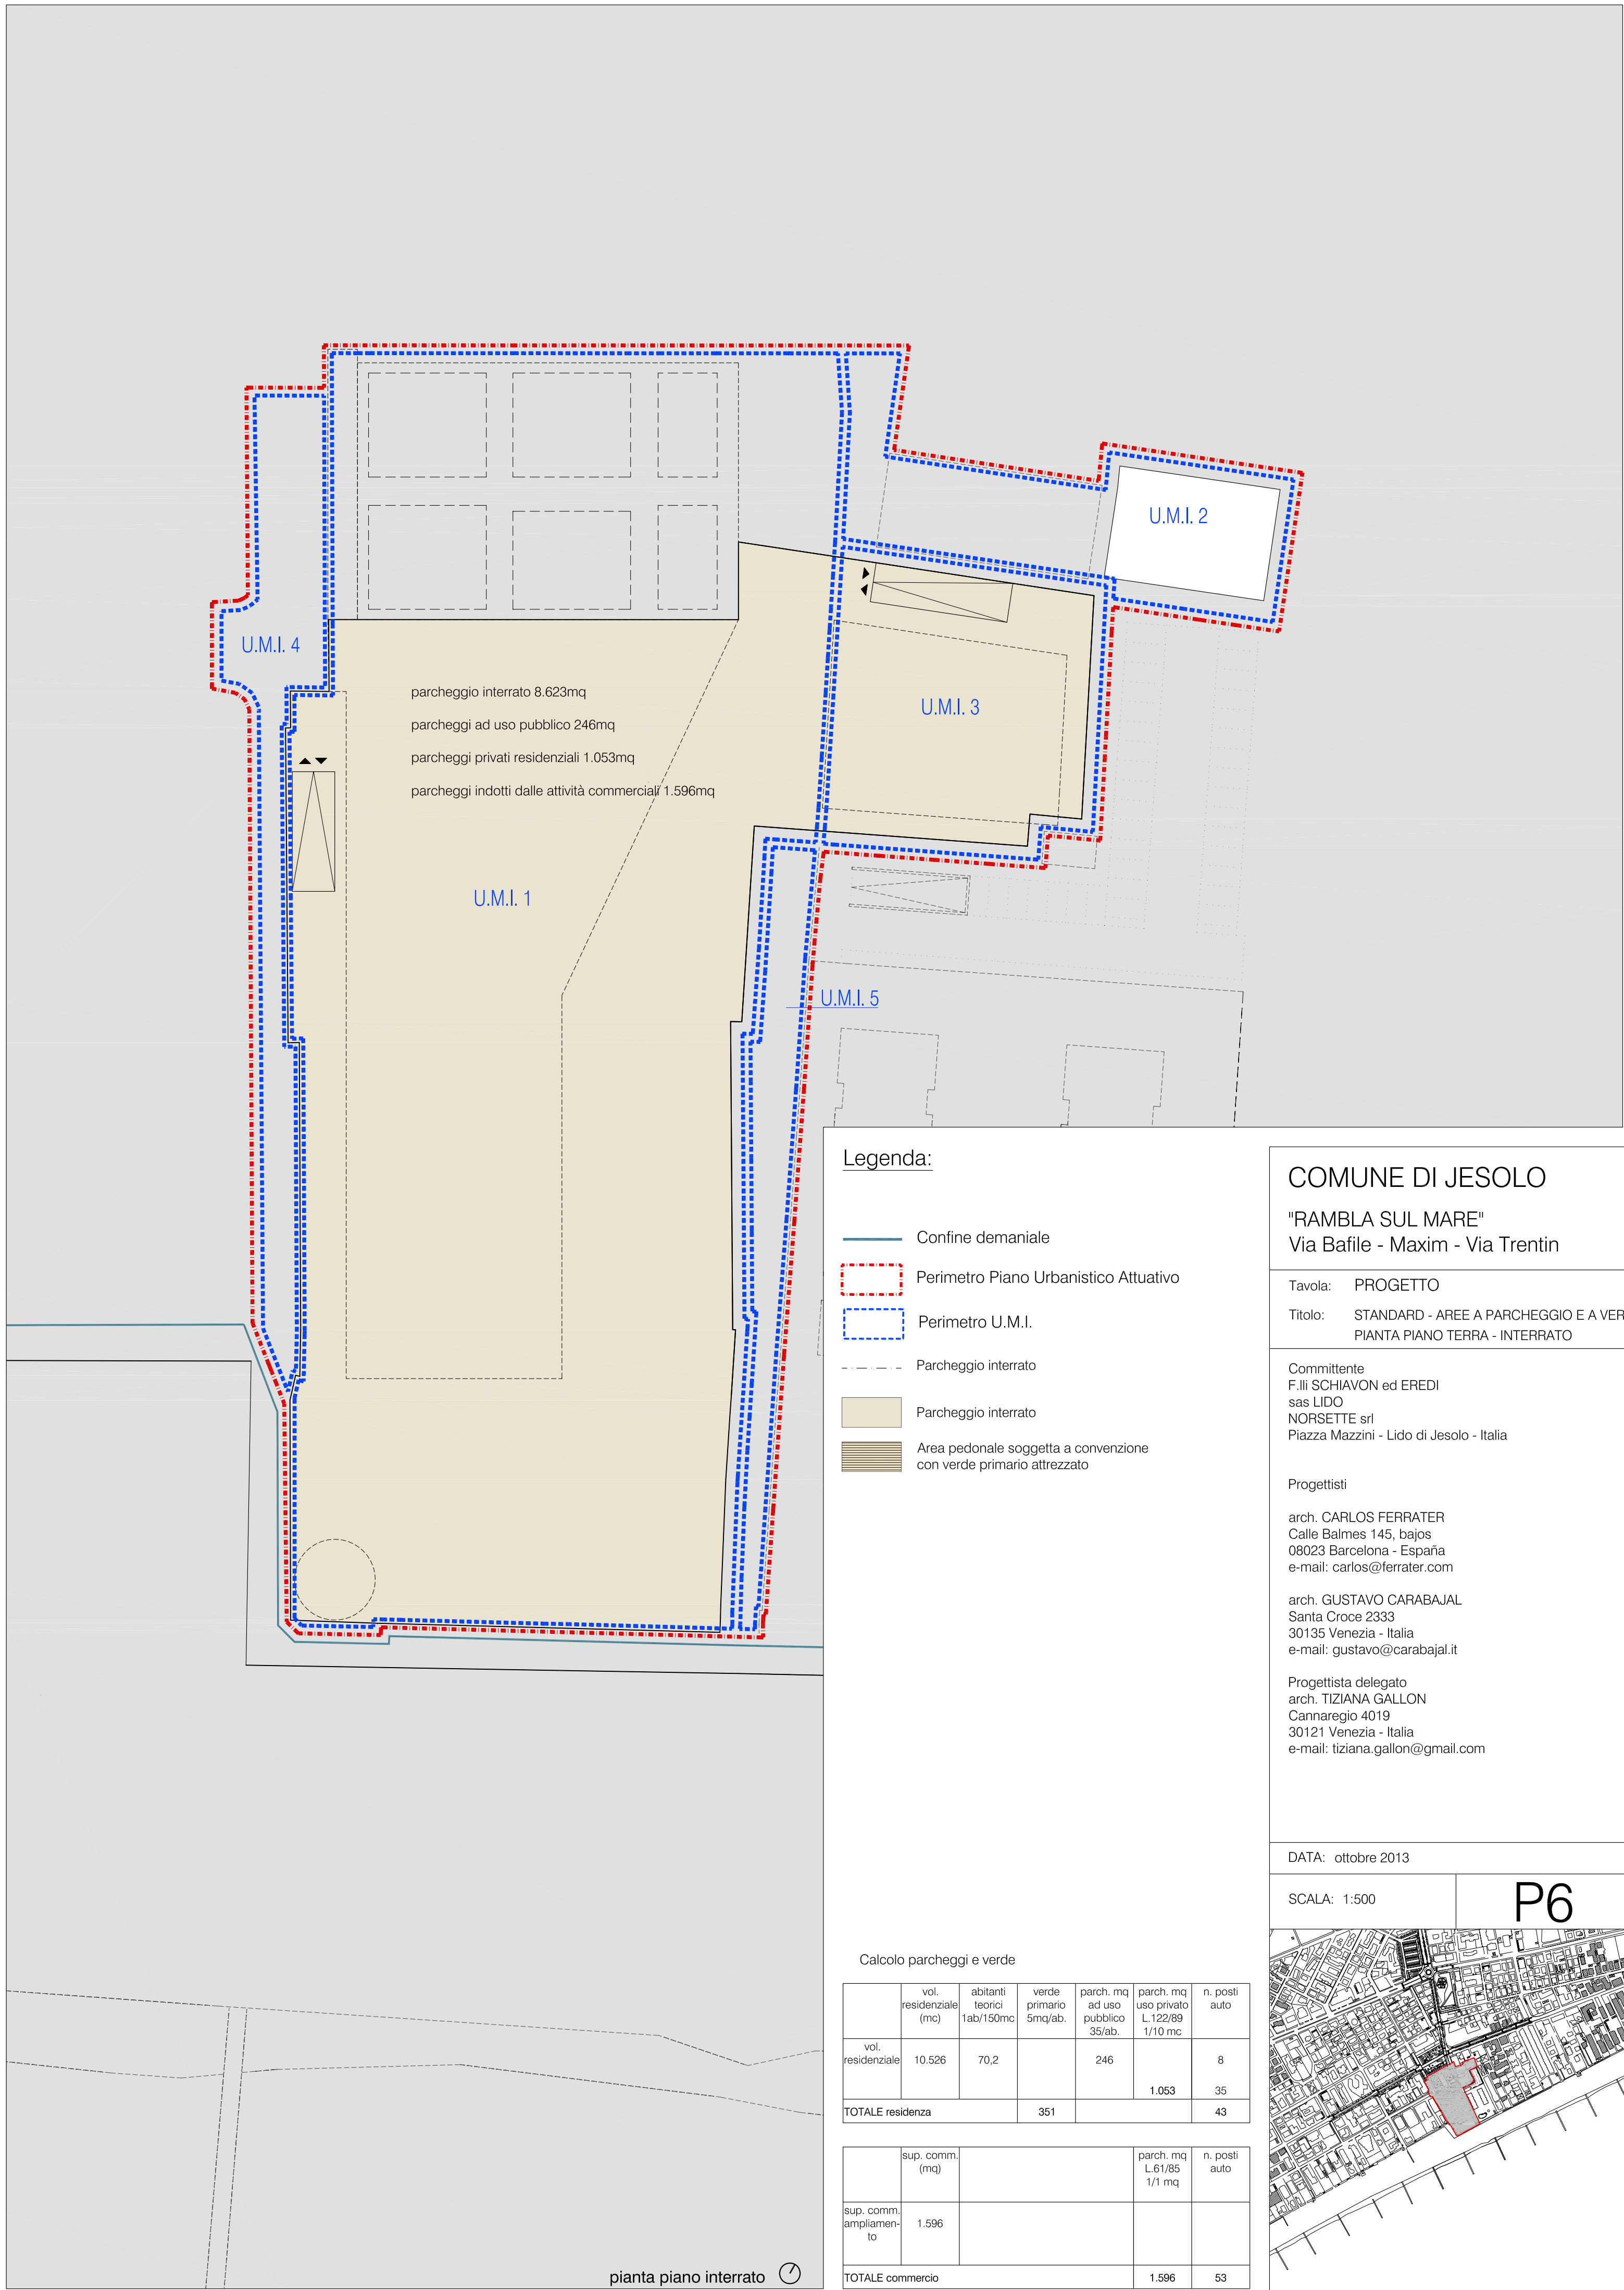 U.M.I. 2
U.M.I. 4
parcheggio interrato 8.623mq
parcheggi ad uso pubblico 246mq
parcheggi privati residenziali 1.053mq
parcheggi indotti dalle attività commerciali 1.596mq
U.M.I. 3
U.M.I. 1
U.M.I. 5
Legenda:
Confine demaniale
Perimetro Piano Urbanistico Attuativo
Perimetro U.M.I.
Parcheggio interrato
Parcheggio interrato
Area pedonale soggetta a convenzione
con verde primario attrezzato
COMUNE DI JESOLO
"RAMBLA SUL MARE"
Via Bafile - Maxim - Via Trentin
Tavola: PROGETTO
Titolo: STANDARD - AREE A PARCHEGGIO E A VER
PIANTA PIANO TERRA - INTERRATO
Committente
F.lli SCHIAVON ed EREDI
sas LIDO
NORSETTE srl
Piazza Mazzini - Lido di Jesolo - Italia
Progettisti
arch. CARLOS FERRATER
Calle Balmes 145, bajos
08023 Barcelona - España
e-mail: carlos@ferrater.com
arch. GUSTAVO CARABAJAL
Santa Croce 2333
30135 Venezia - Italia
e-mail: gustavo@carabajal.it
Progettista delegato
arch. TIZIANA GALLON
Cannaregio 4019
30121 Venezia - Italia
e-mail: tiziana.gallon@gmail.com
DATA: ottobre 2013
SCALA: 1:500
P6
Calcolo parcheggi e verde
vol. abitanti verde parch. mq parch. mq n. posti
residenziale teorici primario ad uso uso privato auto
(mc) 1ab/150mc 5mq/ab. pubblico L.122/89
35/ab. 1/10 mc
vol.
residenziale 10.526 70,2 246 8
1.053 35
TOTALE residenza 351 43
sup. comm. parch. mq n. posti
(mq) L.61/85 auto
1/1 mq
sup. comm.
ampliamen- 1.596
to
TOTALE commercio 1.596 53
pianta piano interrato